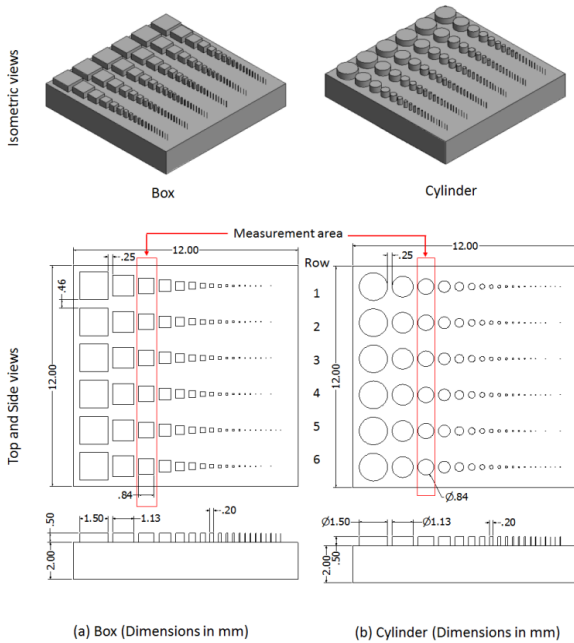 Isometric views
Box
Cylinder
Measurement area
12.00
.25
.46
12.00
.84
Row
12.00
.25
1
2
3
4
5
6
12.00
Ø.84
Top and Side views
.50
1.50
1.13
.20
2.00
Ø1.50
Ø1.13
.20
2.00
.50
(a) Box (Dimensions in mm)
(b) Cylinder (Dimensions in mm)